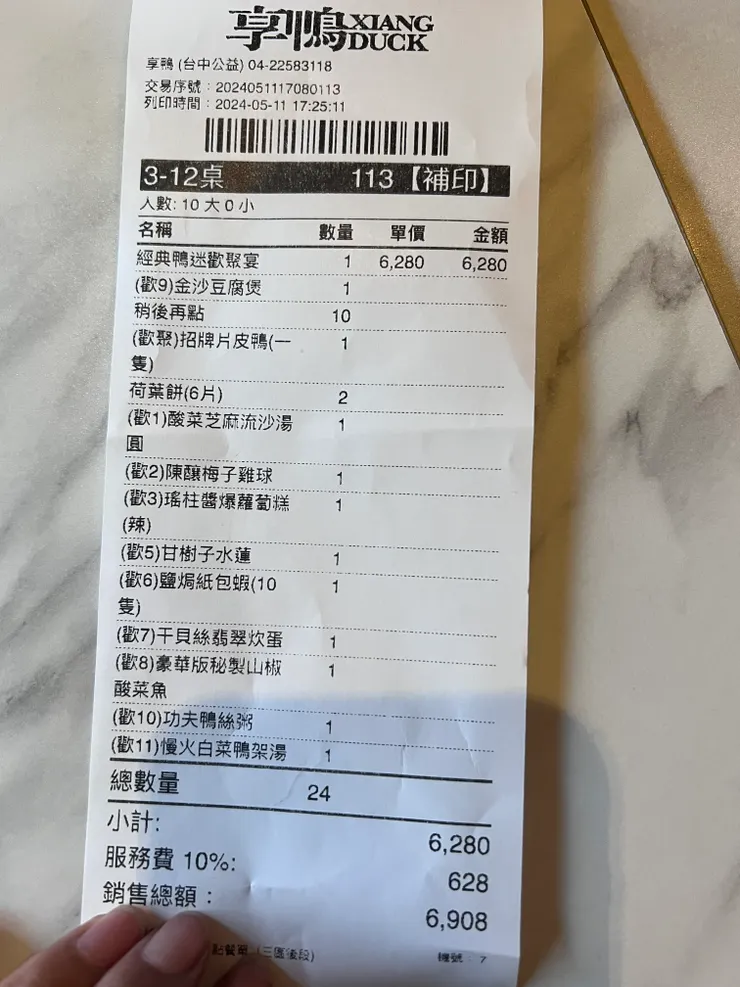 享鴨 XIANG DUCK
享鴨 (台中公益) 04-22583118
交易序號：2024051117080113
列印時間：2024-05-11 17:25:11
3-12桌 113【補印】
人數: 10 大 0 小
名稱 數量 單價 金額
經典鴨迷歡聚宴 1 6,280 6,280
(歡9)金沙豆腐煲 1
稍後再點 10
(歡聚)招牌片皮鴨(一 1
隻)
荷葉餅(6片) 2
(歡1)酸菜芝麻流沙湯 1
圓
(歡2)陳釀梅子雞球 1
(歡3)瑤柱醬爆蘿蔔糕 1
(辣)
(歡5)甘樹子水蓮 1
(歡6)鹽焗紙包蝦(10 1
隻)
(歡7)干貝絲翡翠炊蛋 1
(歡8)豪華版秘製山椒 1
酸菜魚
(歡10)功夫鴨絲粥 1
(歡11)慢火白菜鴨架湯 1
總數量 24
小計: 6,280
服務費 10%: 628
銷售總額： 6,908
點餐單 (三區後段) 機號：7